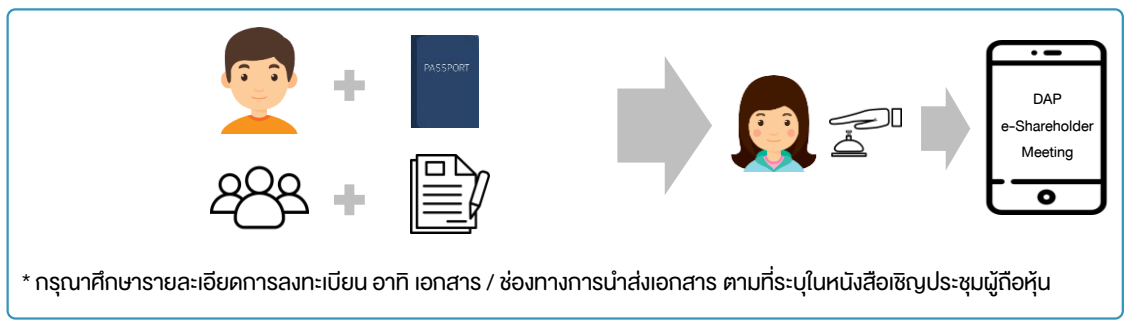 PASSPORT
DAP
e-Shareholder
Meeting
* กรุณาศึกษารายละเอียดการลงทะเบียน อาทิ เอกสาร / ช่องทางการนำส่งเอกสาร ตามที่ระบุในหนังสือเชิญประชุมผู้ถือหุ้น